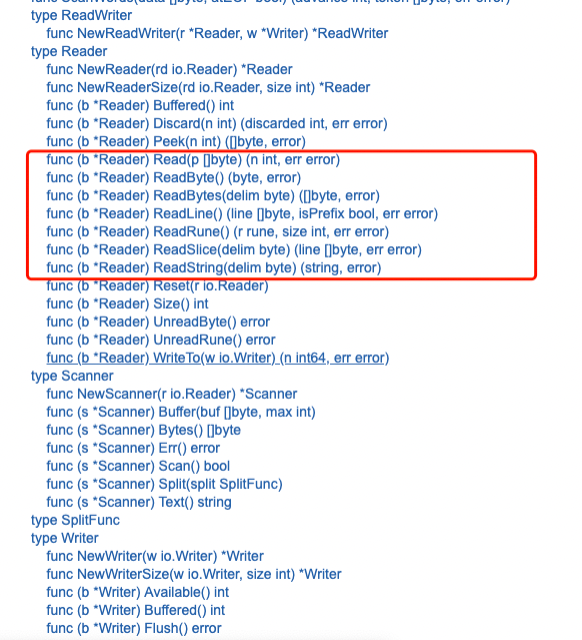 type ReadWriter
func NewReadWriter(r *Reader, w *Writer) *ReadWriter
type Reader
func NewReader(rd io.Reader) *Reader
func NewReaderSize(rd io.Reader, size int) *Reader
func (b *Reader) Buffered() int
func (b *Reader) Discard(n int) (discarded int, err error)
func (b *Reader) Peek(n int) ([]byte, error)
func (b *Reader) Read(p []byte) (n int, err error)
func (b *Reader) ReadByte() (byte, error)
func (b *Reader) ReadBytes(delim byte) ([]byte, error)
func (b *Reader) ReadLine() (line []byte, isPrefix bool, err error)
func (b *Reader) ReadRune() (r rune, size int, err error)
func (b *Reader) ReadSlice(delim byte) (line []byte, err error)
func (b *Reader) ReadString(delim byte) (string, error)
func (b *Reader) Reset(r io.Reader)
func (b *Reader) Size() int
func (b *Reader) UnreadByte() error
func (b *Reader) UnreadRune() error
func (b *Reader) WriteTo(w io.Writer) (n int64, err error)
type Scanner
func NewScanner(r io.Reader) *Scanner
func (s *Scanner) Buffer(buf []byte, max int)
func (s *Scanner) Bytes() []byte
func (s *Scanner) Err() error
func (s *Scanner) Scan() bool
func (s *Scanner) Split(split SplitFunc)
func (s *Scanner) Text() string
type SplitFunc
type Writer
func NewWriter(w io.Writer) *Writer
func NewWriterSize(w io.Writer, size int) *Writer
func (b *Writer) Available() int
func (b *Writer) Buffered() int
func (b *Writer) Flush() error